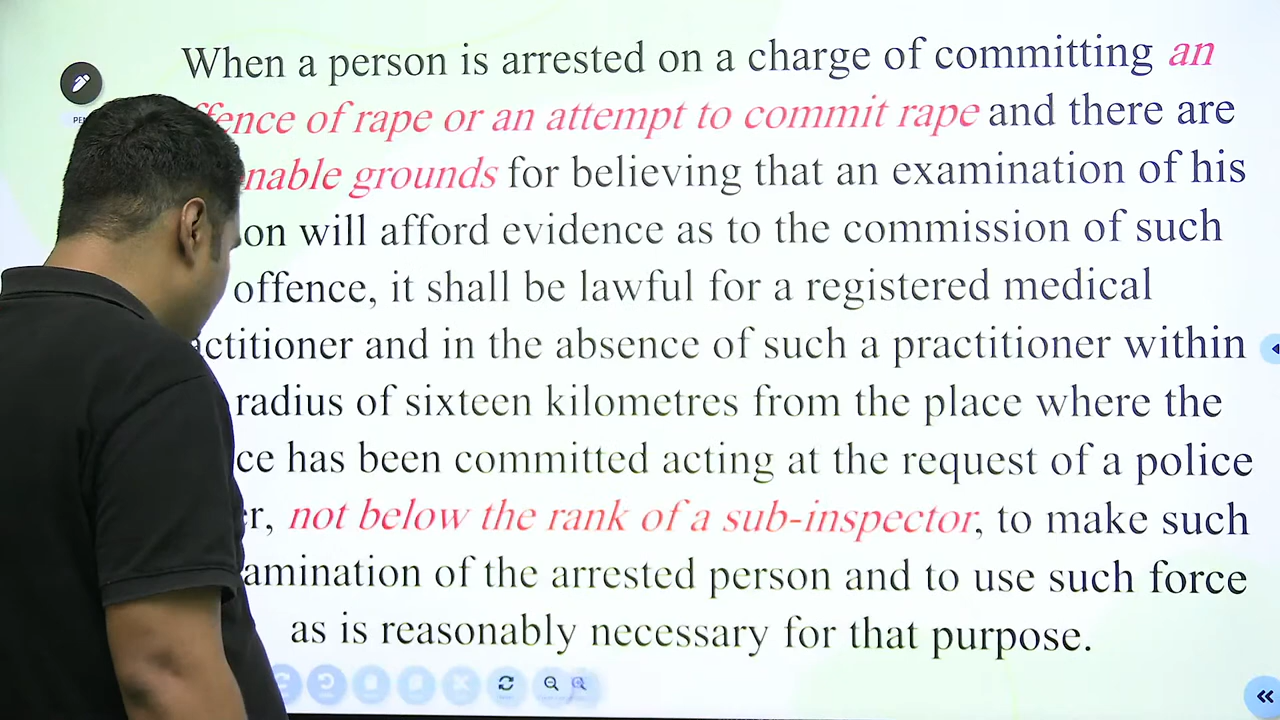 When a person is arrested on a charge of committing an
of rape or an attempt to commit rape and there are
grounds for believing that an examination of his
will afford evidence as to the commission of such
offence, it shall be lawful for a registered medical
and in the absence of such a practitioner within
radius of sixteen kilometres from the place where the
has been committed acting at the request of a police
not below the rank of a sub-inspector, to make such
of the arrested person and to use such force
as is reasonably necessary for that purpose.